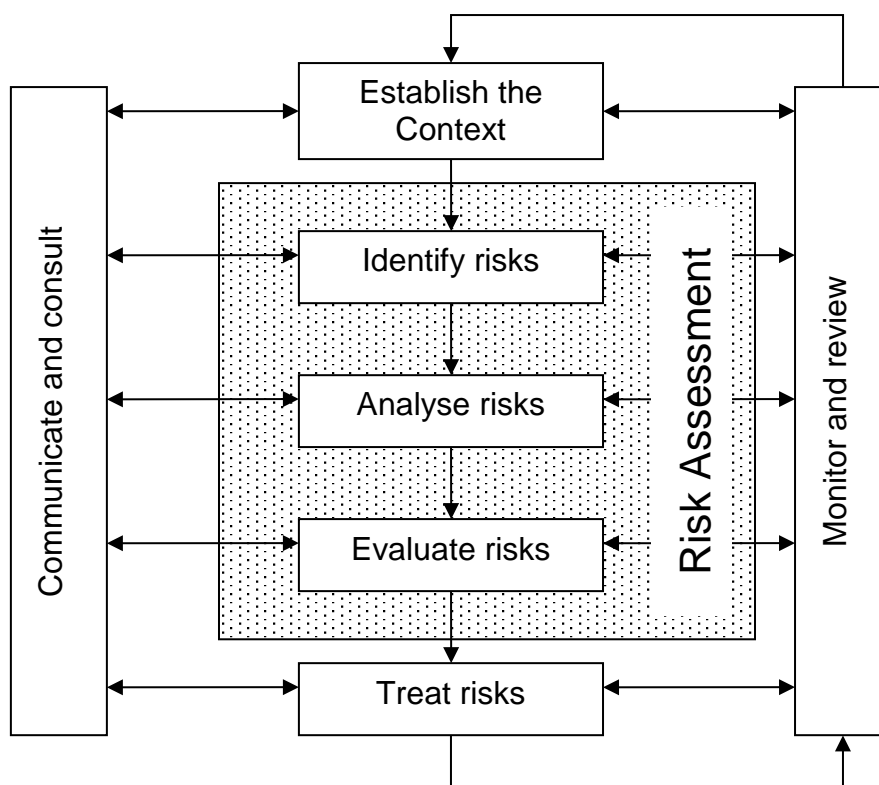 Establish the
Context
Communicate and consult
Identify risks
Analyse risks
Evaluate risks
Risk Assessment
Monitor and review
Treat risks